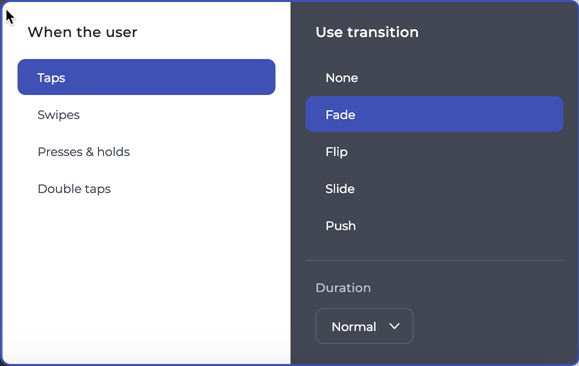 When the user
Taps
Swipes
Presses & holds
Double taps
Use transition
None
Fade
Flip
Slide
Push
Duration
Normal